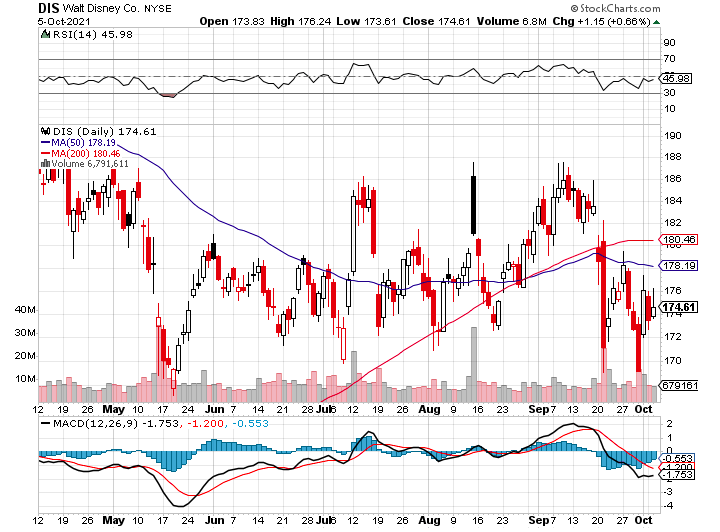 DIS Walt Disney Co. NYSE © StockCharts.com
5-Oct-2021 Open 173.83 High 176.24 Low 173.61 Close 174.61 Volume 6.8M Chg +1.15 (+0.66%)
RSI(14) 45.98
90
70
50
45.98
30
10
DIS (Daily) 174.61
MA(50) 178.19
MA(200) 180.46
Volume 6,791,611
190
188
186
184
182
180.46
178.19
176
174.61
174
172
170
40M
30M
20M
10M
6791611
12 19 26 May 10 17 24 Jun 7 14 21 28 Jul 6 12 19 26 Aug 9 16 23 Sep 7 13 20 27 Oct
MACD(12,26,9) -1.753, -1.200, -0.553
2
1
0
-0.553
-1.200
-1.753
-2
-3
-4
12 19 26 May 10 17 24 Jun 7 14 21 28 Jul 6 12 19 26 Aug 9 16 23 Sep 7 13 20 27 Oct